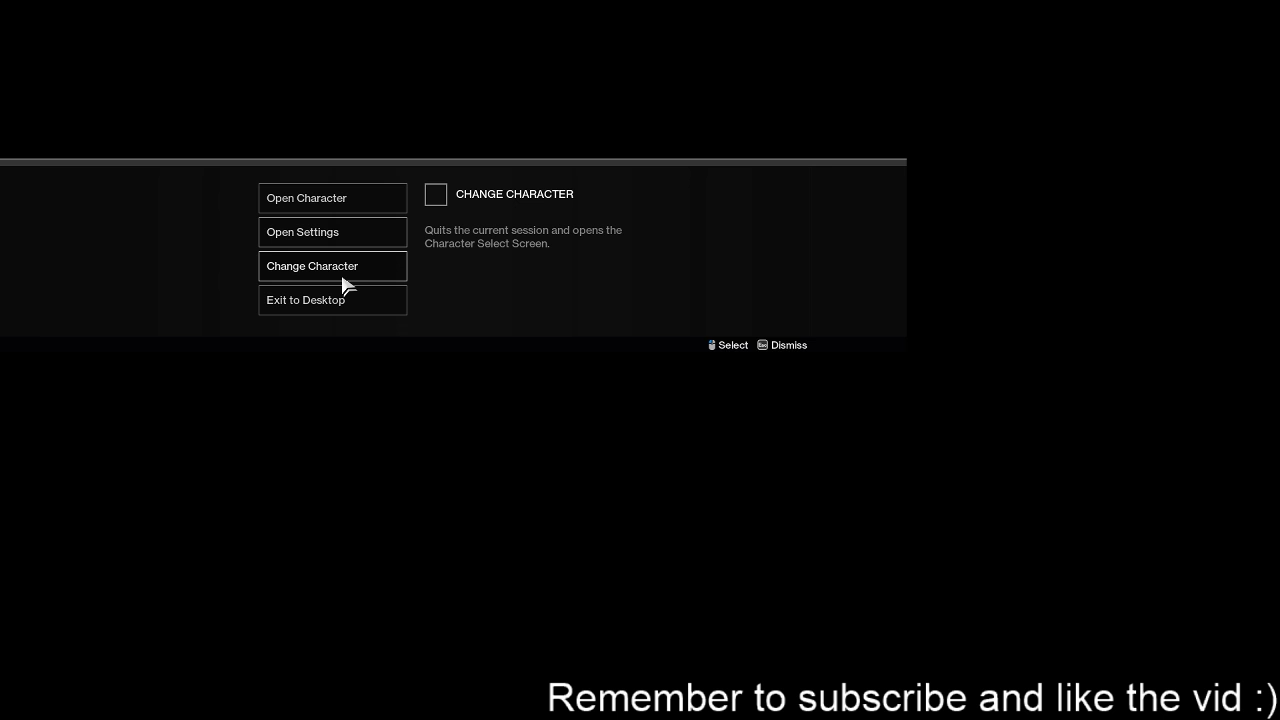 Open Character
Open Settings
Change Character
Exit to Desktop
CHANGE CHARACTER
Quits the current session and opens the
Character Select Screen.
Select
Esc Dismiss
Remember to subscribe and like the vid :)